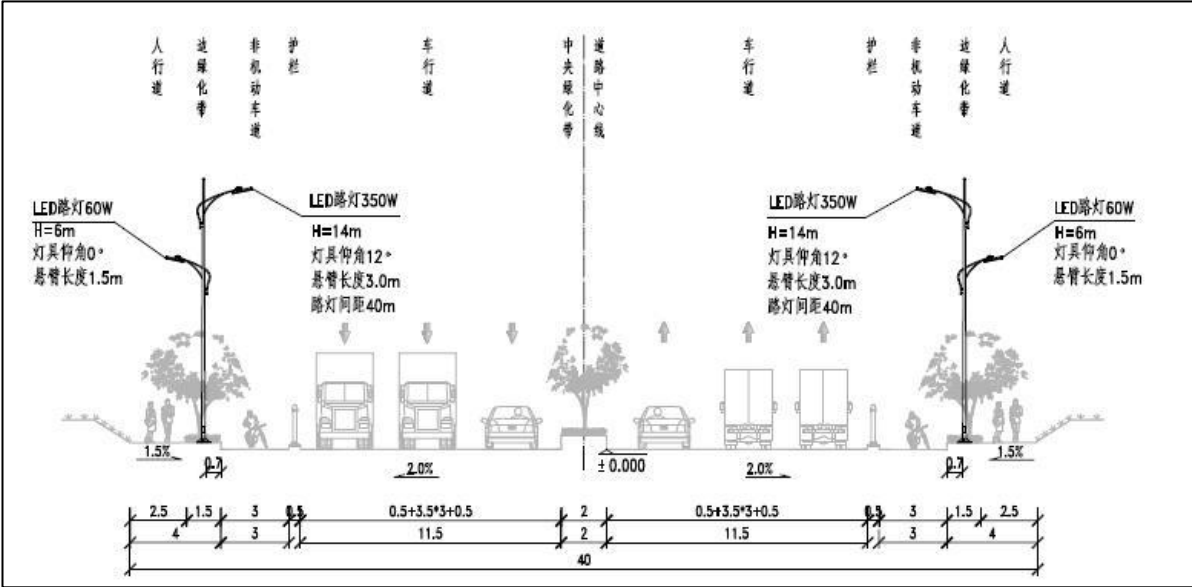 人行道
边绿化带
非机动车道
护栏
车行道
中央绿化带
道路中心线
车行道
护栏
非机动车道
边绿化带
人行道
LED路灯60W
H=6m
灯具仰角0°
悬臂长度1.5m
LED路灯350W
H=14m
灯具仰角12°
悬臂长度3.0m
路灯间距40m
LED路灯350W
H=14m
灯具仰角12°
悬臂长度3.0m
路灯间距40m
LED路灯60W
H=6m
灯具仰角0°
悬臂长度1.5m
1.5%
0.7
2.0%
±0.000
2.0%
0.7
1.5%
2.5 1.5 3 0.5 0.5+3.5*3+0.5 2 0.5+3.5*3+0.5 0.5 3 1.5 2.5
4 3 11.5 2 11.5 3 4
40